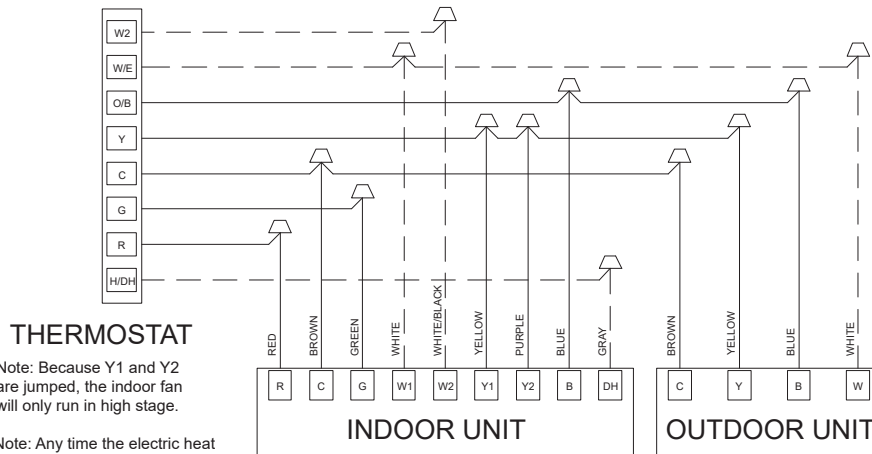 W2
W/E
O/B
Y
C
G
R
H/DH
THERMOSTAT
Note: Because Y1 and Y2
are jumped, the indoor fan
will only run in high stage.
Note: Any time the electric heat
RED
BROWN
GREEN
WHITE
WHITE/BLACK
YELLOW
PURPLE
BLUE
GRAY
BROWN
YELLOW
BLUE
WHITE
R C G W1 W2 Y1 Y2 B DH
C Y B W
INDOOR UNIT
OUTDOOR UNIT